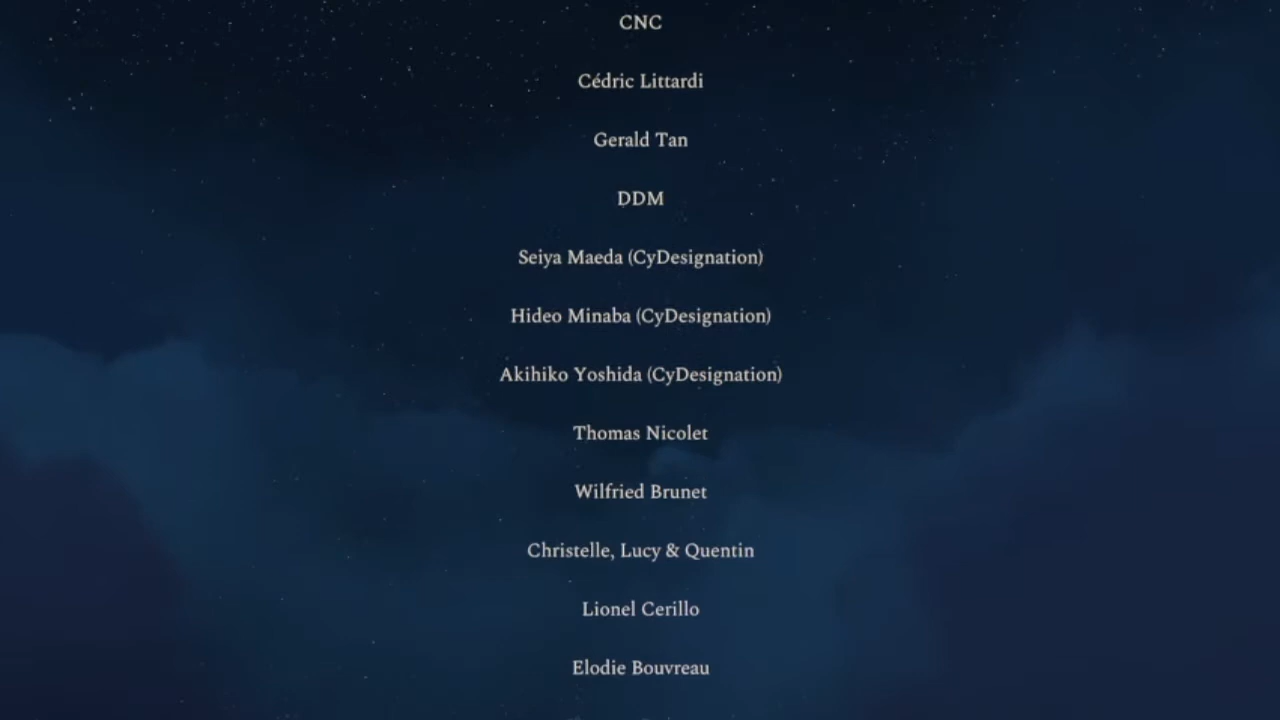 CNC
Cédric Littardi
Gerald Tan
DDM
Seiya Maeda (CyDesignation)
Hideo Minaba (CyDesignation)
Akihiko Yoshida (CyDesignation)
Thomas Nicolet
Wilfried Brunet
Christelle, Lucy & Quentin
Lionel Cerillo
Elodie Bouvreau